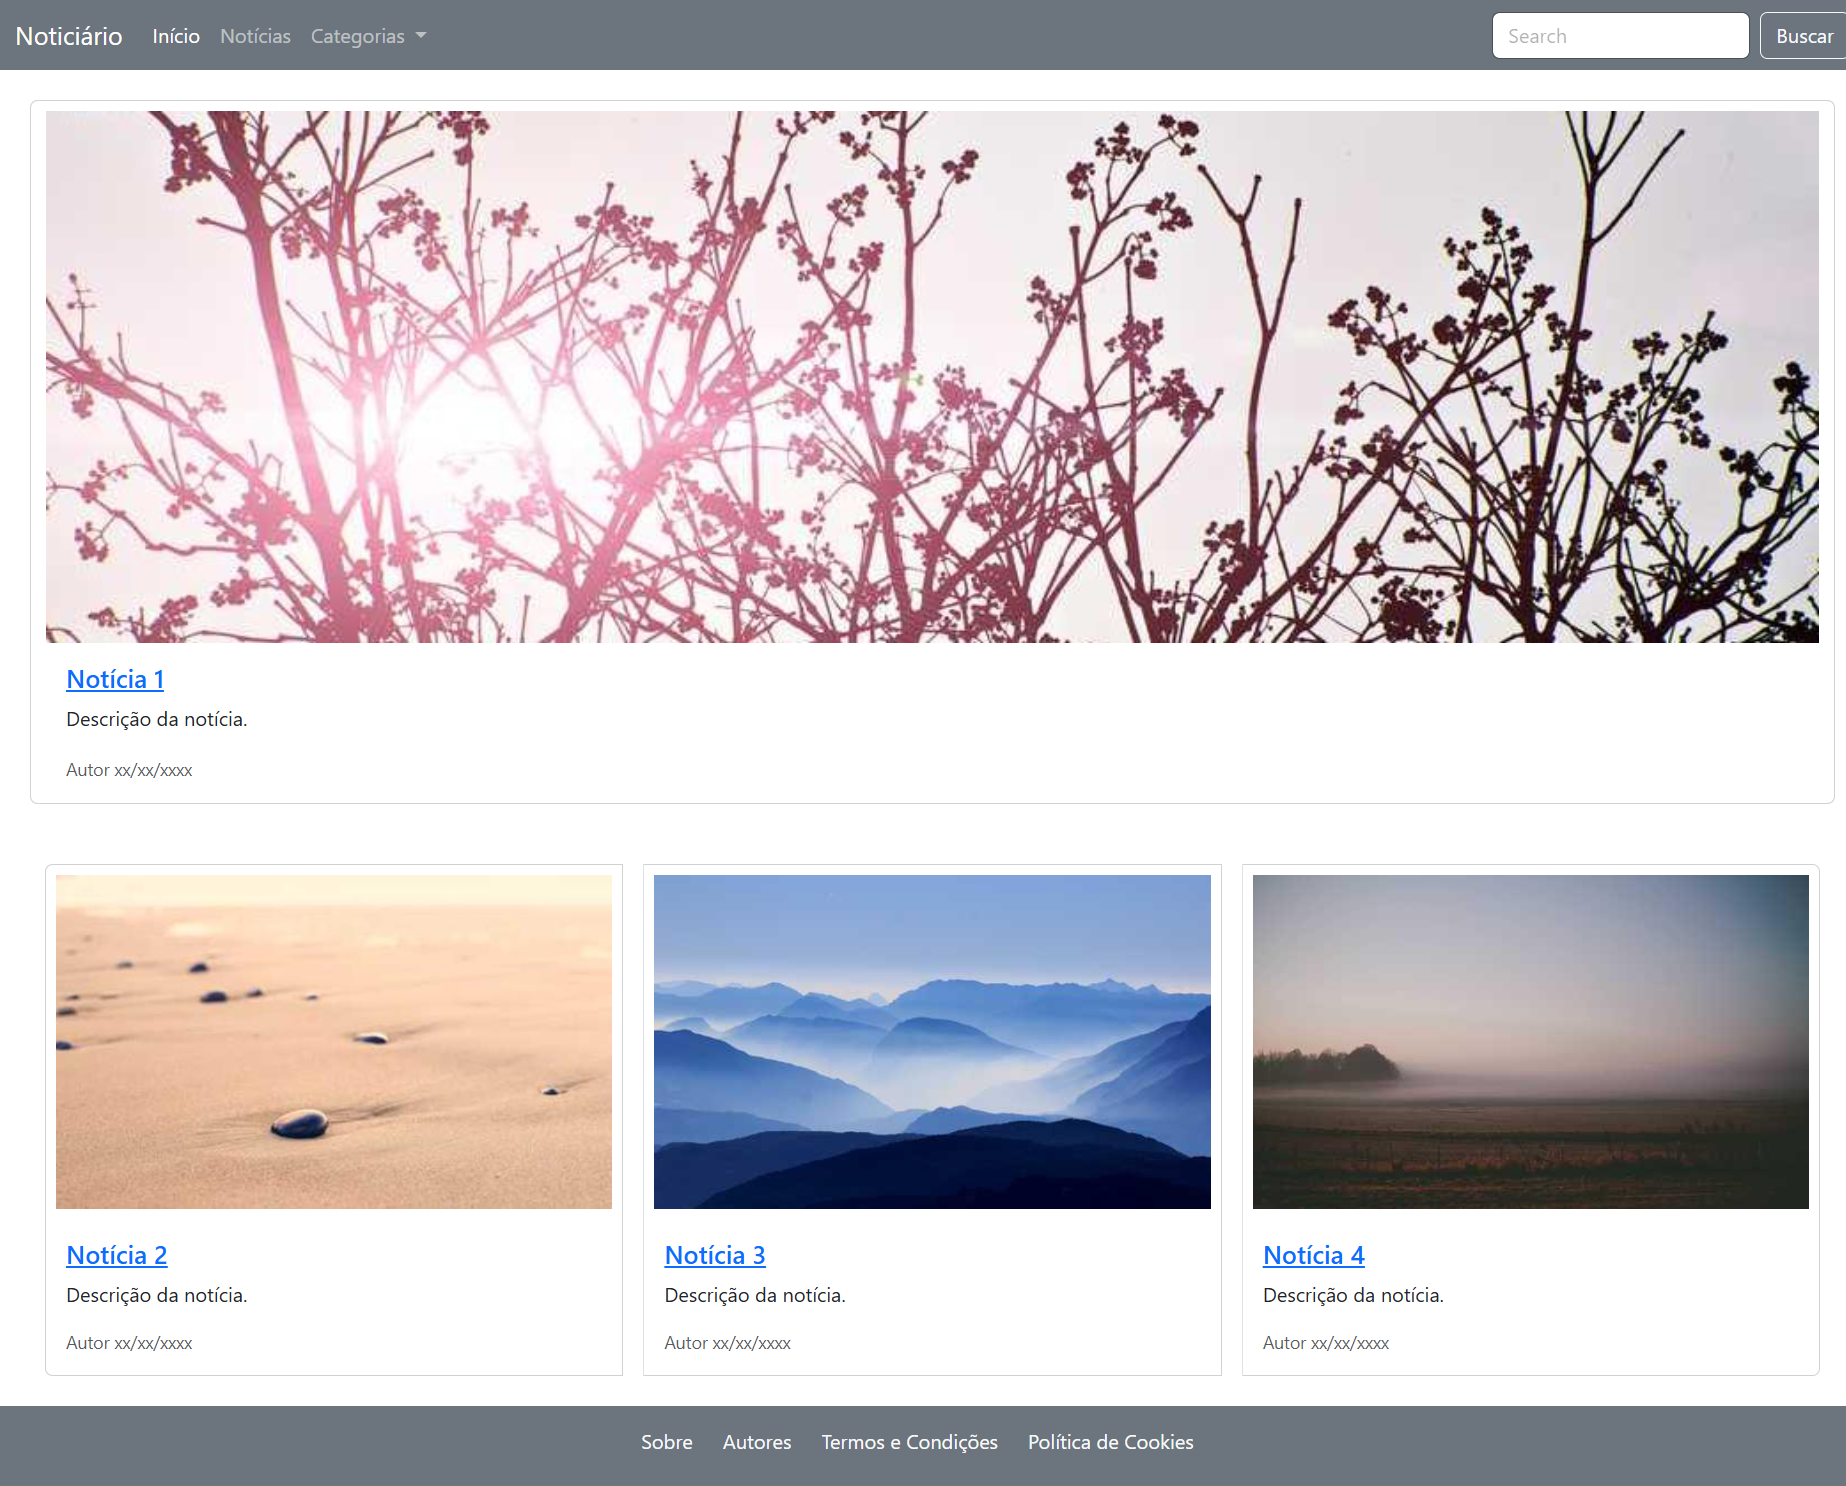 Noticiário Início Notícias Categorias Search Buscar
Notícia 1
Descrição da notícia.
Autor xx/xx/xxxx
Notícia 2
Descrição da notícia.
Autor xx/xx/xxxx
Notícia 3
Descrição da notícia.
Autor xx/xx/xxxx
Notícia 4
Descrição da notícia.
Autor xx/xx/xxxx
Sobre Autores Termos e Condições Política de Cookies